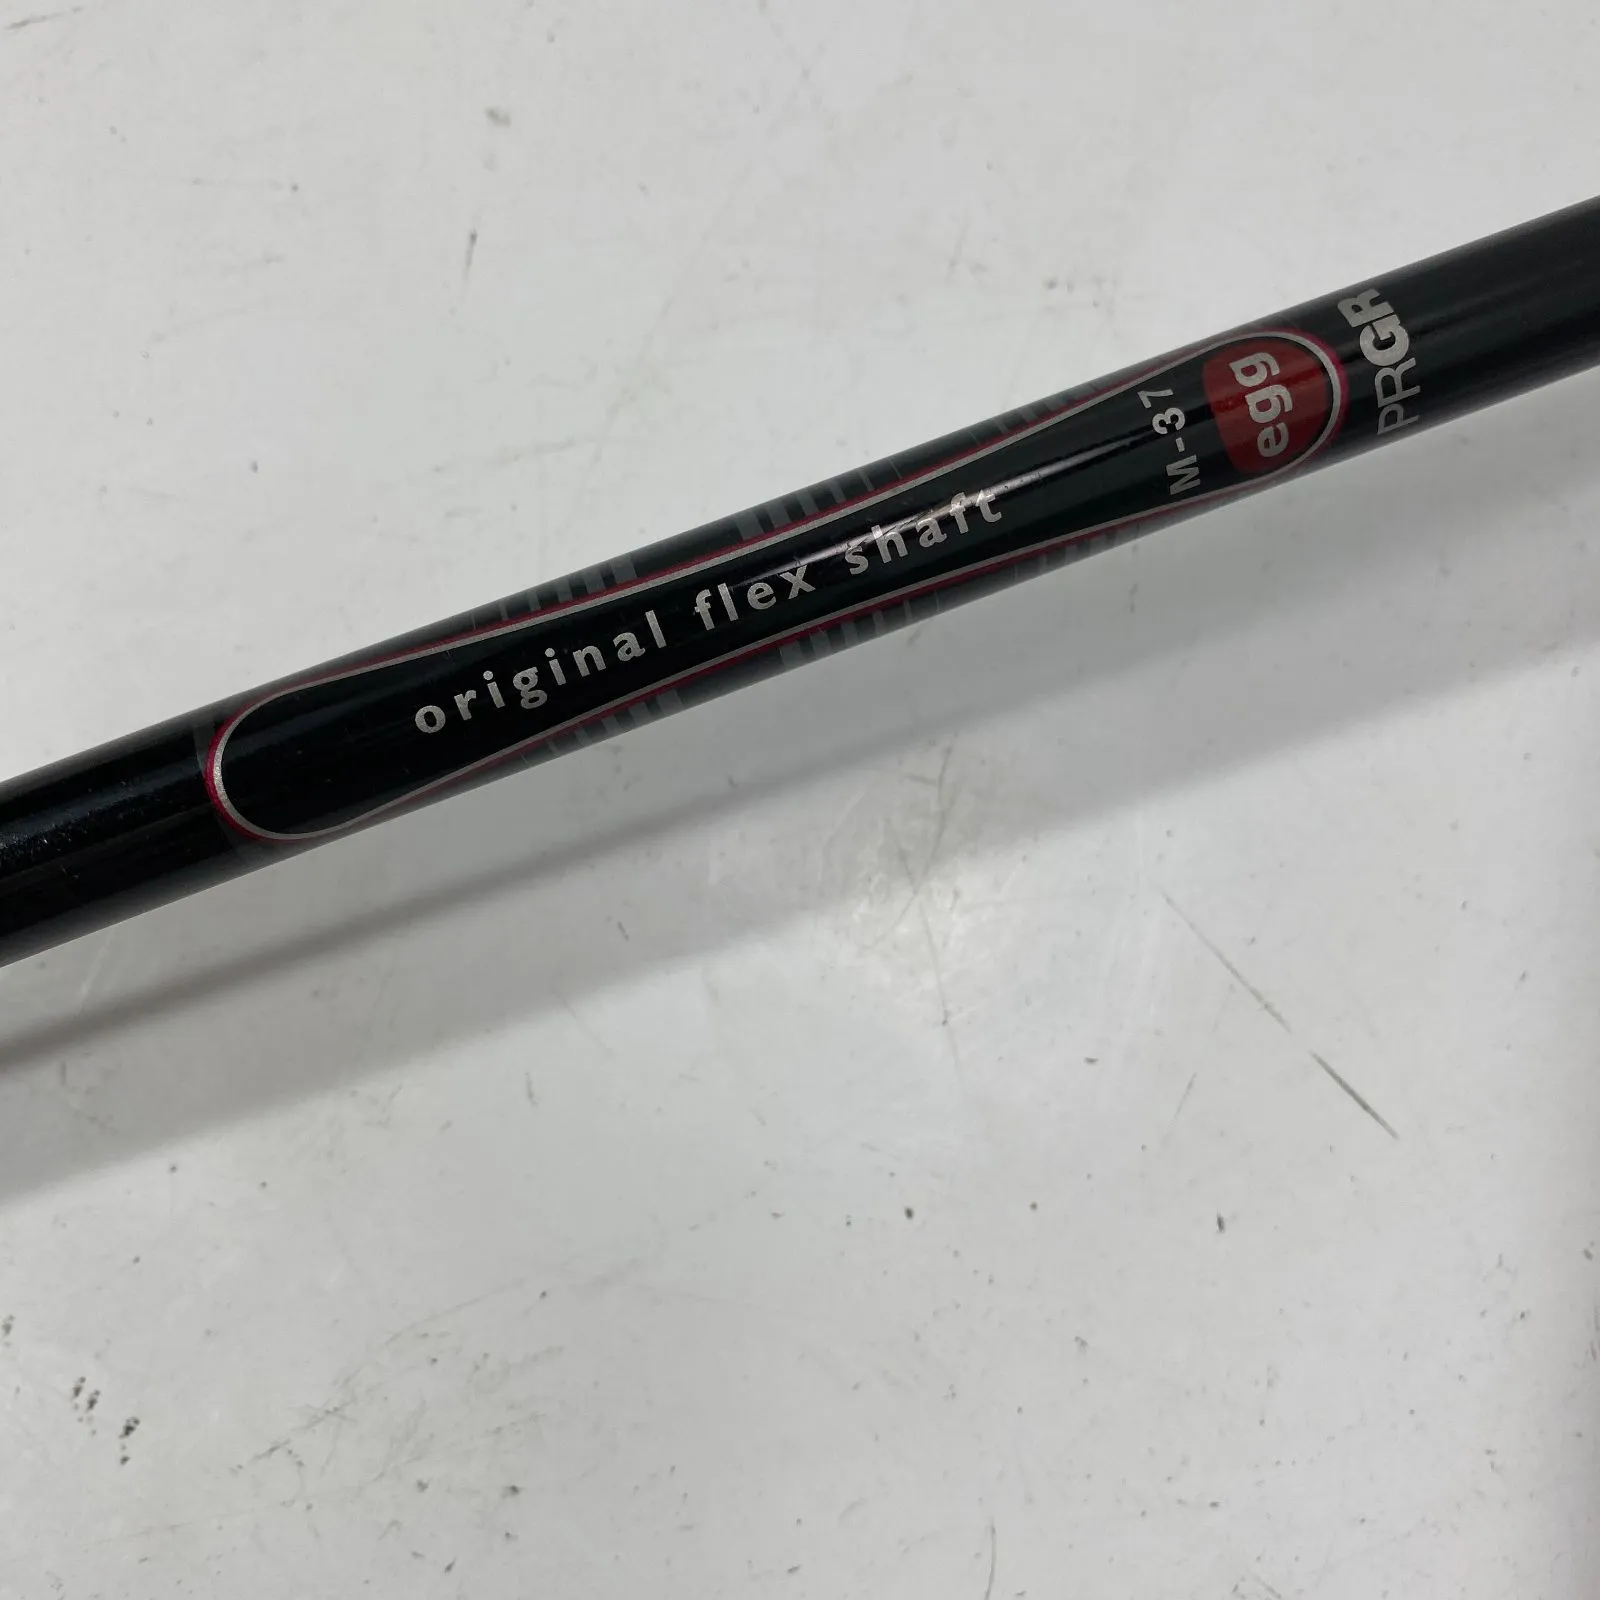 PRGR
egg
M-37
original flex shaft